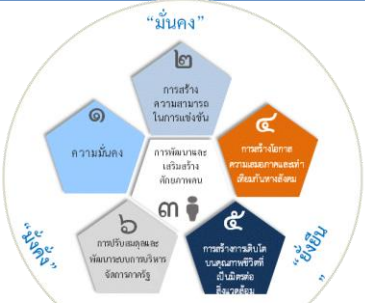 “มั่นคง”
๒
การสร้าง
ความสามารถ
ในการแข่งขัน
๑
ความมั่นคง
การพัฒนาและ
เสริมสร้าง
ศักยภาพคน
๓
๔
การสร้างโอกาส
ความเสมอภาคและเท่า
เทียมกันทางสังคม
๖
การปรับสมดุลและ
พัฒนาระบบการบริหาร
จัดการภาครัฐ
๕
การสร้างการเติบโต
บนคุณภาพชีวิตที่
เป็นมิตรต่อ
สิ่งแวดล้อม
“มั่งคั่ง”
“ยั่งยืน
”